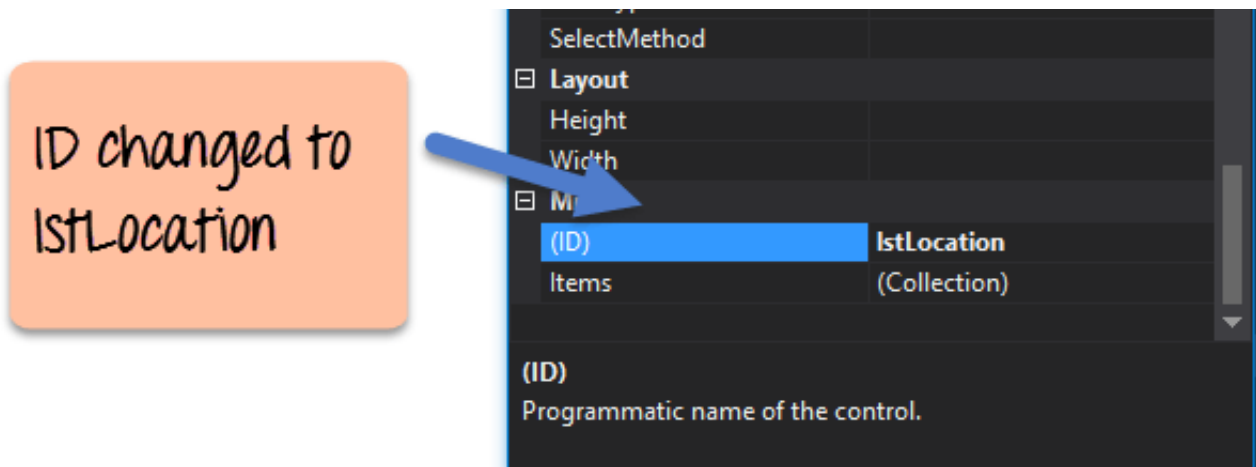 ID changed to
lstLocation
SelectMethod
Layout
Height
Width
(ID) lstLocation
Items (Collection)
(ID)
Programmatic name of the control.